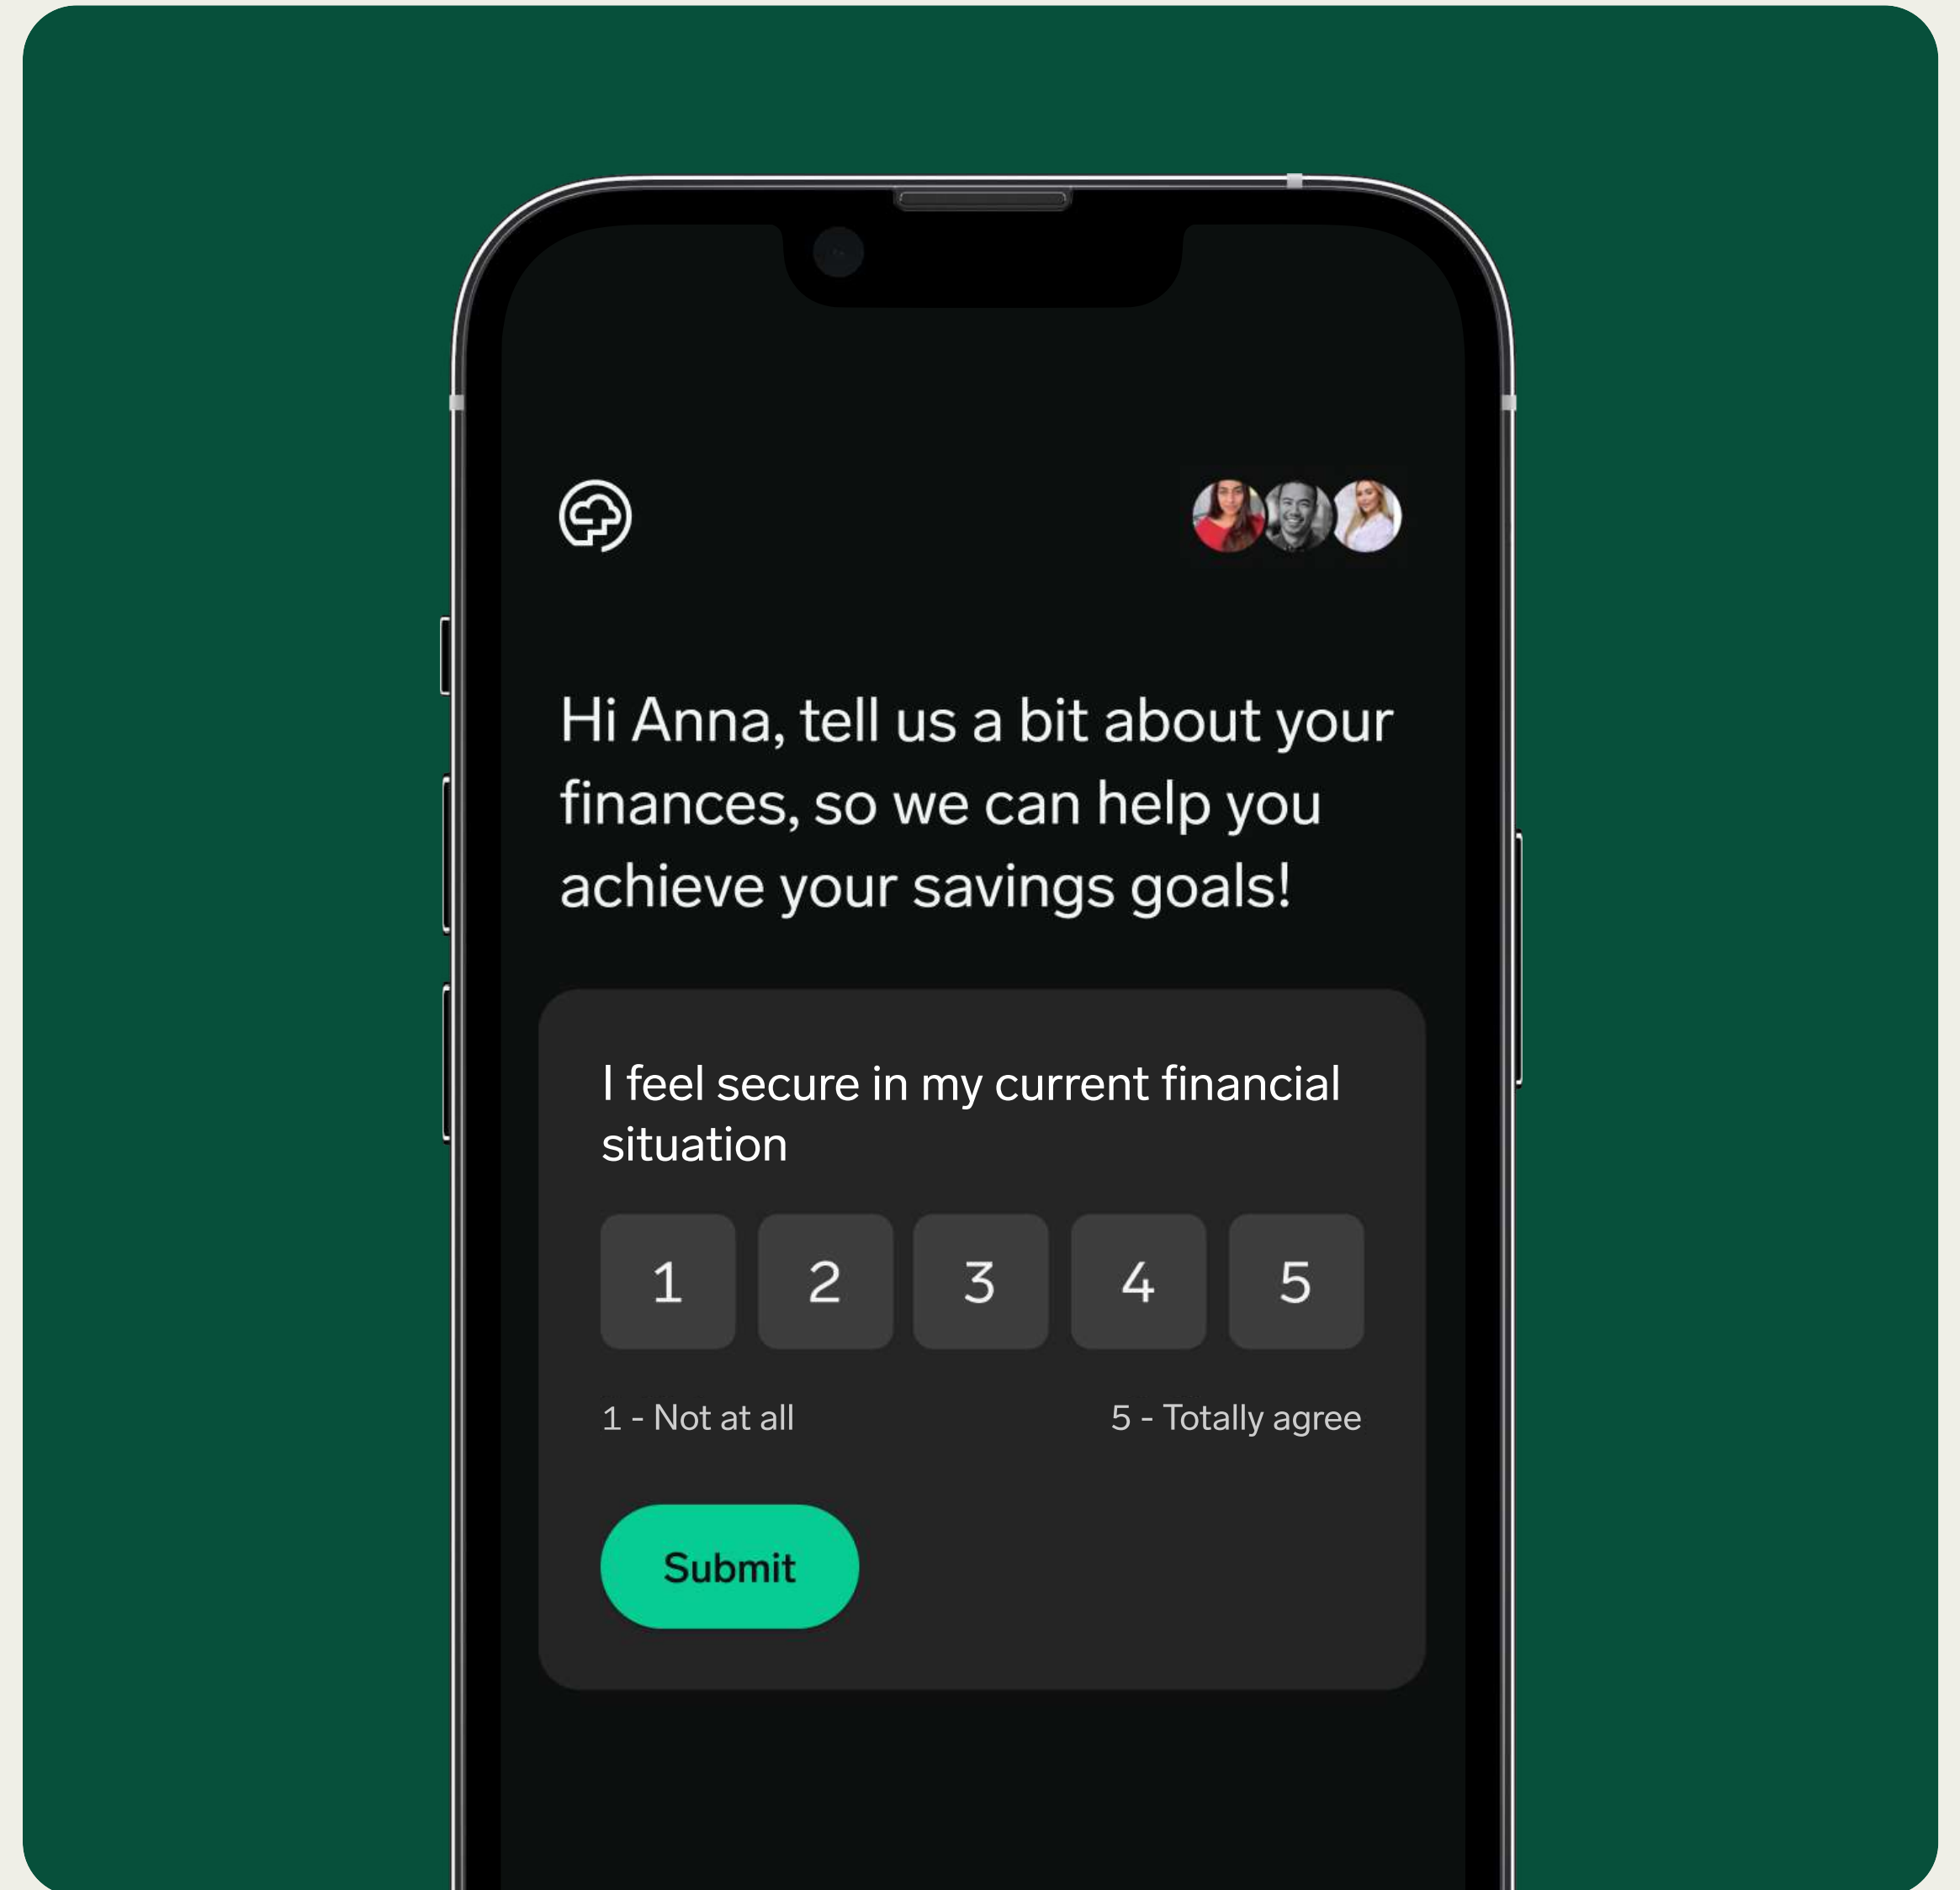 Hi Anna, tell us a bit about your
finances, so we can help you
achieve your savings goals!
I feel secure in my current financial
situation
1 2 3 4 5
1 - Not at all 5 - Totally agree
Submit